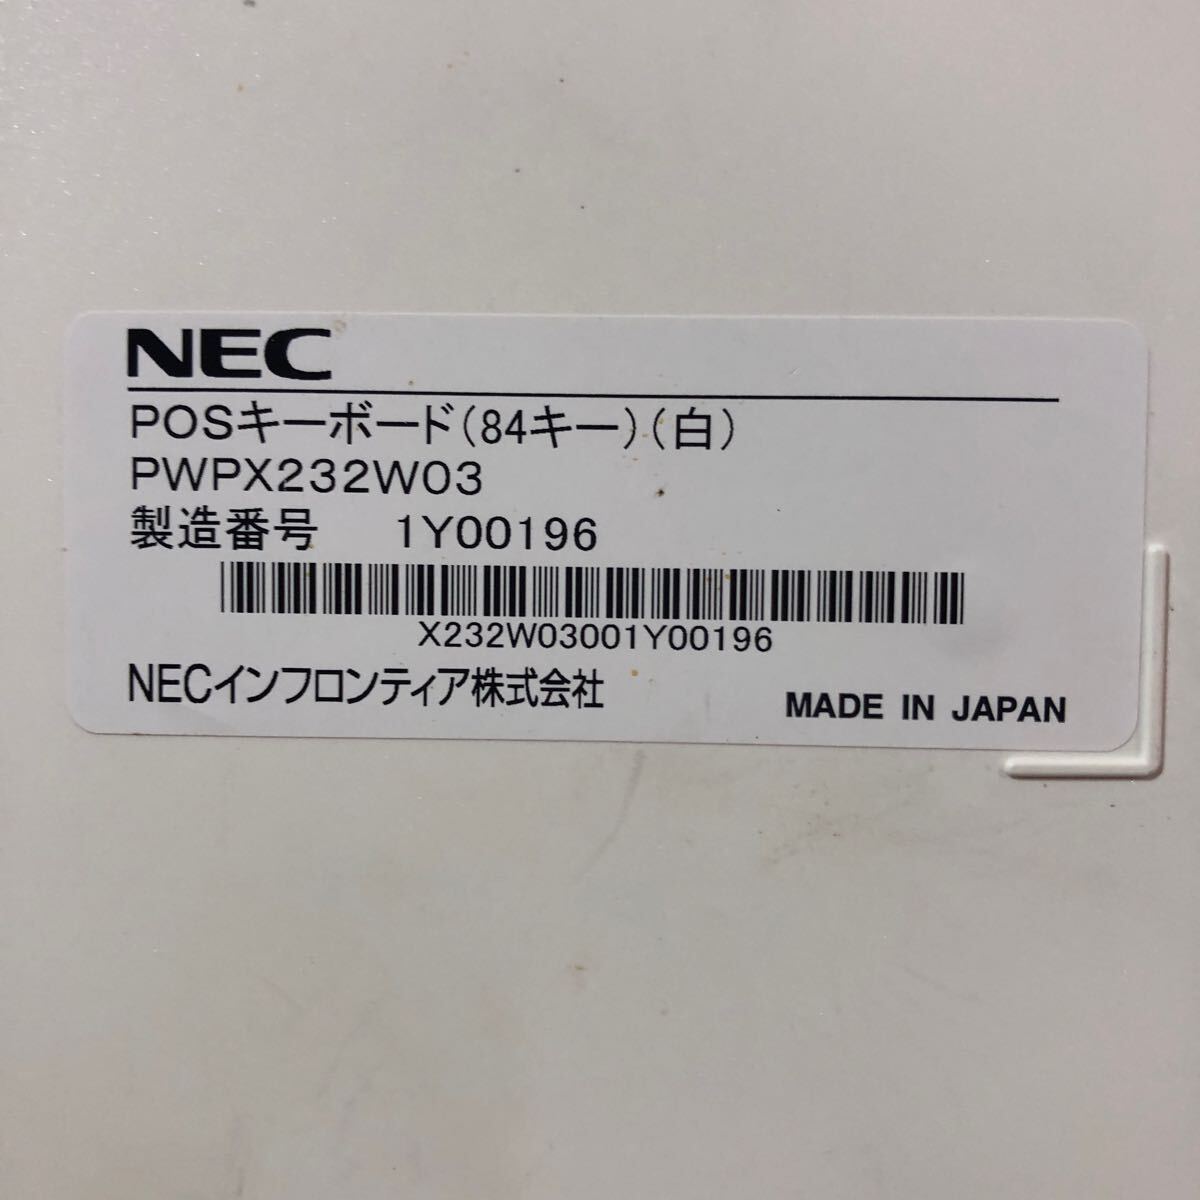 NEC
POSキーボード(84キー)(白)
PWPX232W03
製造番号 1Y00196
X232W03001Y00196
NECインフロンティア株式会社
MADE IN JAPAN